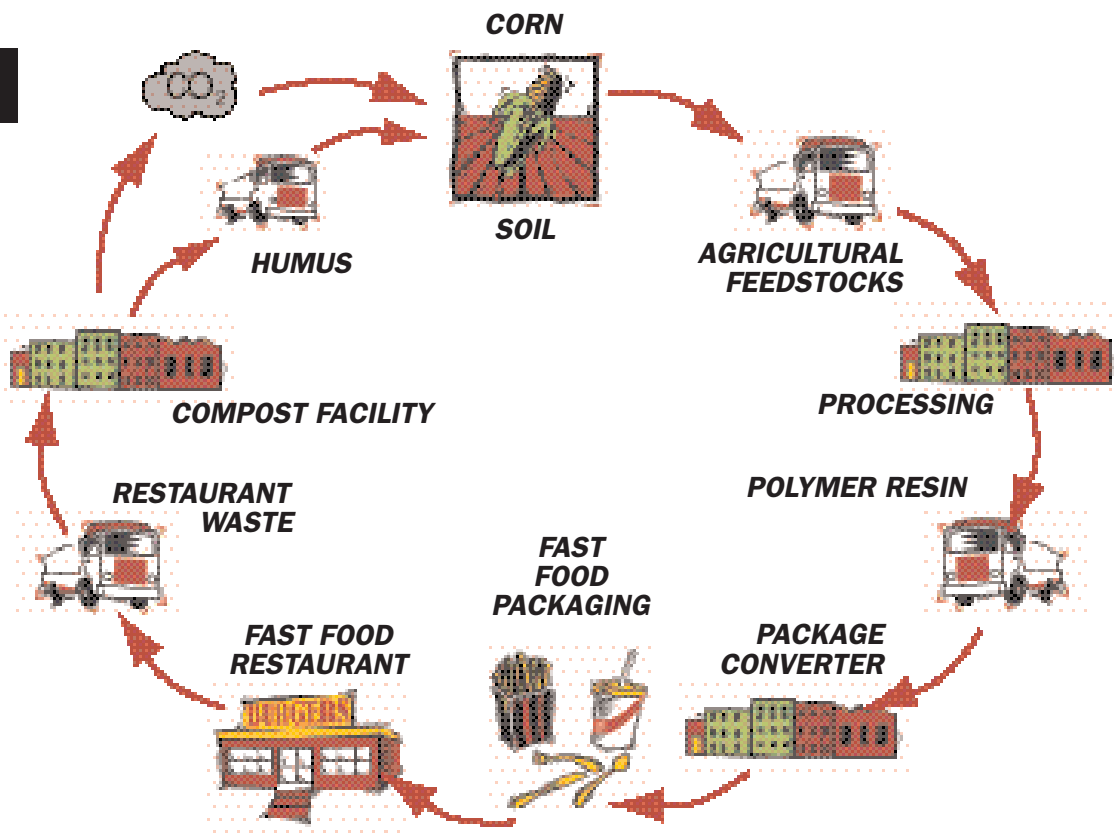 CORN
CO2
SOIL
HUMUS
AGRICULTURAL
FEEDSTOCKS
COMPOST FACILITY
PROCESSING
RESTAURANT
WASTE
POLYMER RESIN
FAST
FOOD
PACKAGING
FAST FOOD
RESTAURANT
PACKAGE
CONVERTER
BURGERS